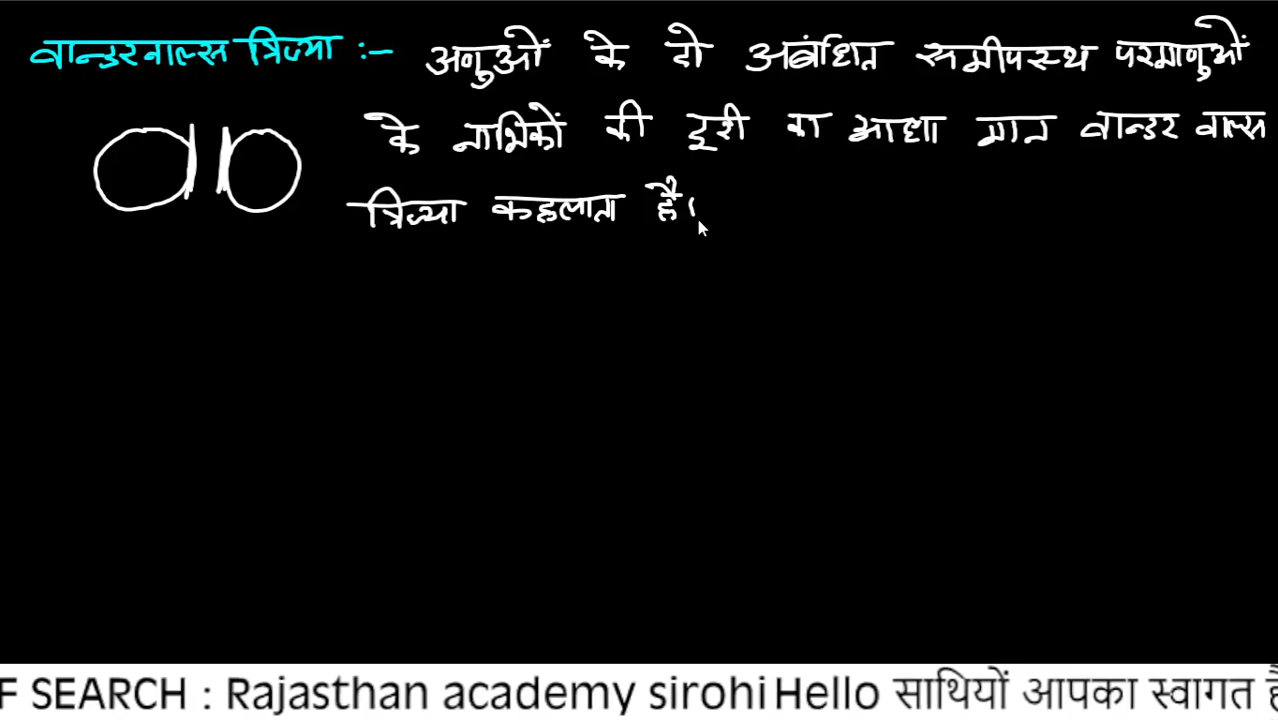 वान्डरवाल्स त्रिज्या :- अणुओं के दो अबंधित समीपस्थ परमाणुओं
के नाभिकों की दूरी का आधा मान वान्डर वाल्स
त्रिज्या कहलाता है।
F SEARCH : Rajasthan academy sirohi Hello साथियों आपका स्वागत है